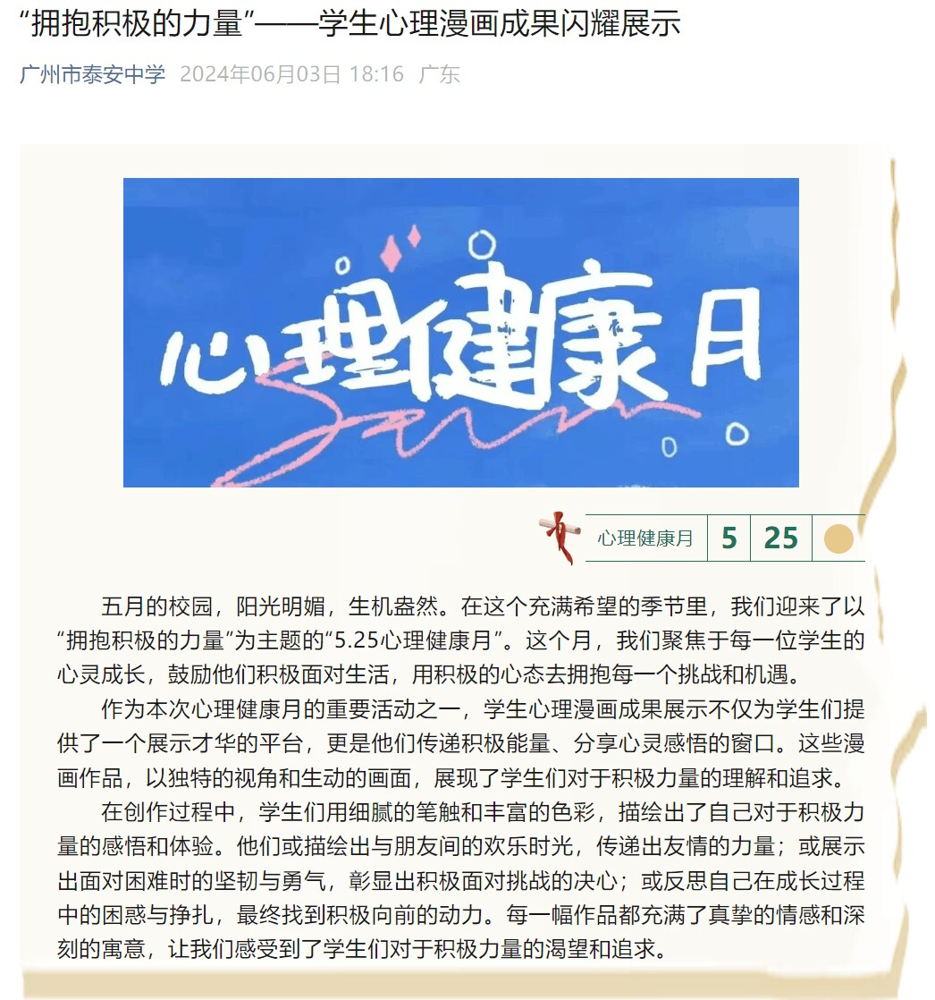 “拥抱积极的力量”——学生心理漫画成果闪耀展示
广州市泰安中学 2024年06月03日 18:16 广东
心理健康月
心理健康月 5 25
五月的校园，阳光明媚，生机盎然。在这个充满希望的季节里，我们迎来了以
“拥抱积极的力量”为主题的“5.25心理健康月”。这个月，我们聚焦于每一位学生的
心灵成长，鼓励他们积极面对生活，用积极的心态去拥抱每一个挑战和机遇。
作为本次心理健康月的重要活动之一，学生心理漫画成果展示不仅为学生们提
供了一个展示才华的平台，更是他们传递积极能量、分享心灵感悟的窗口。这些漫
画作品，以独特的视角和生动的画面，展现了学生们对于积极力量的理解和追求。
在创作过程中，学生们用细腻的笔触和丰富的色彩，描绘出了自己对于积极力
量的感悟和体验。他们或描绘出与朋友间的欢乐时光，传递出友情的力量；或展示
出面对困难时的坚韧与勇气，彰显出积极面对挑战的决心；或反思自己在成长过程
中的困惑与挣扎，最终找到积极向前的动力。每一幅作品都充满了真挚的情感和深
刻的寓意，让我们感受到了学生们对于积极力量的渴望和追求。